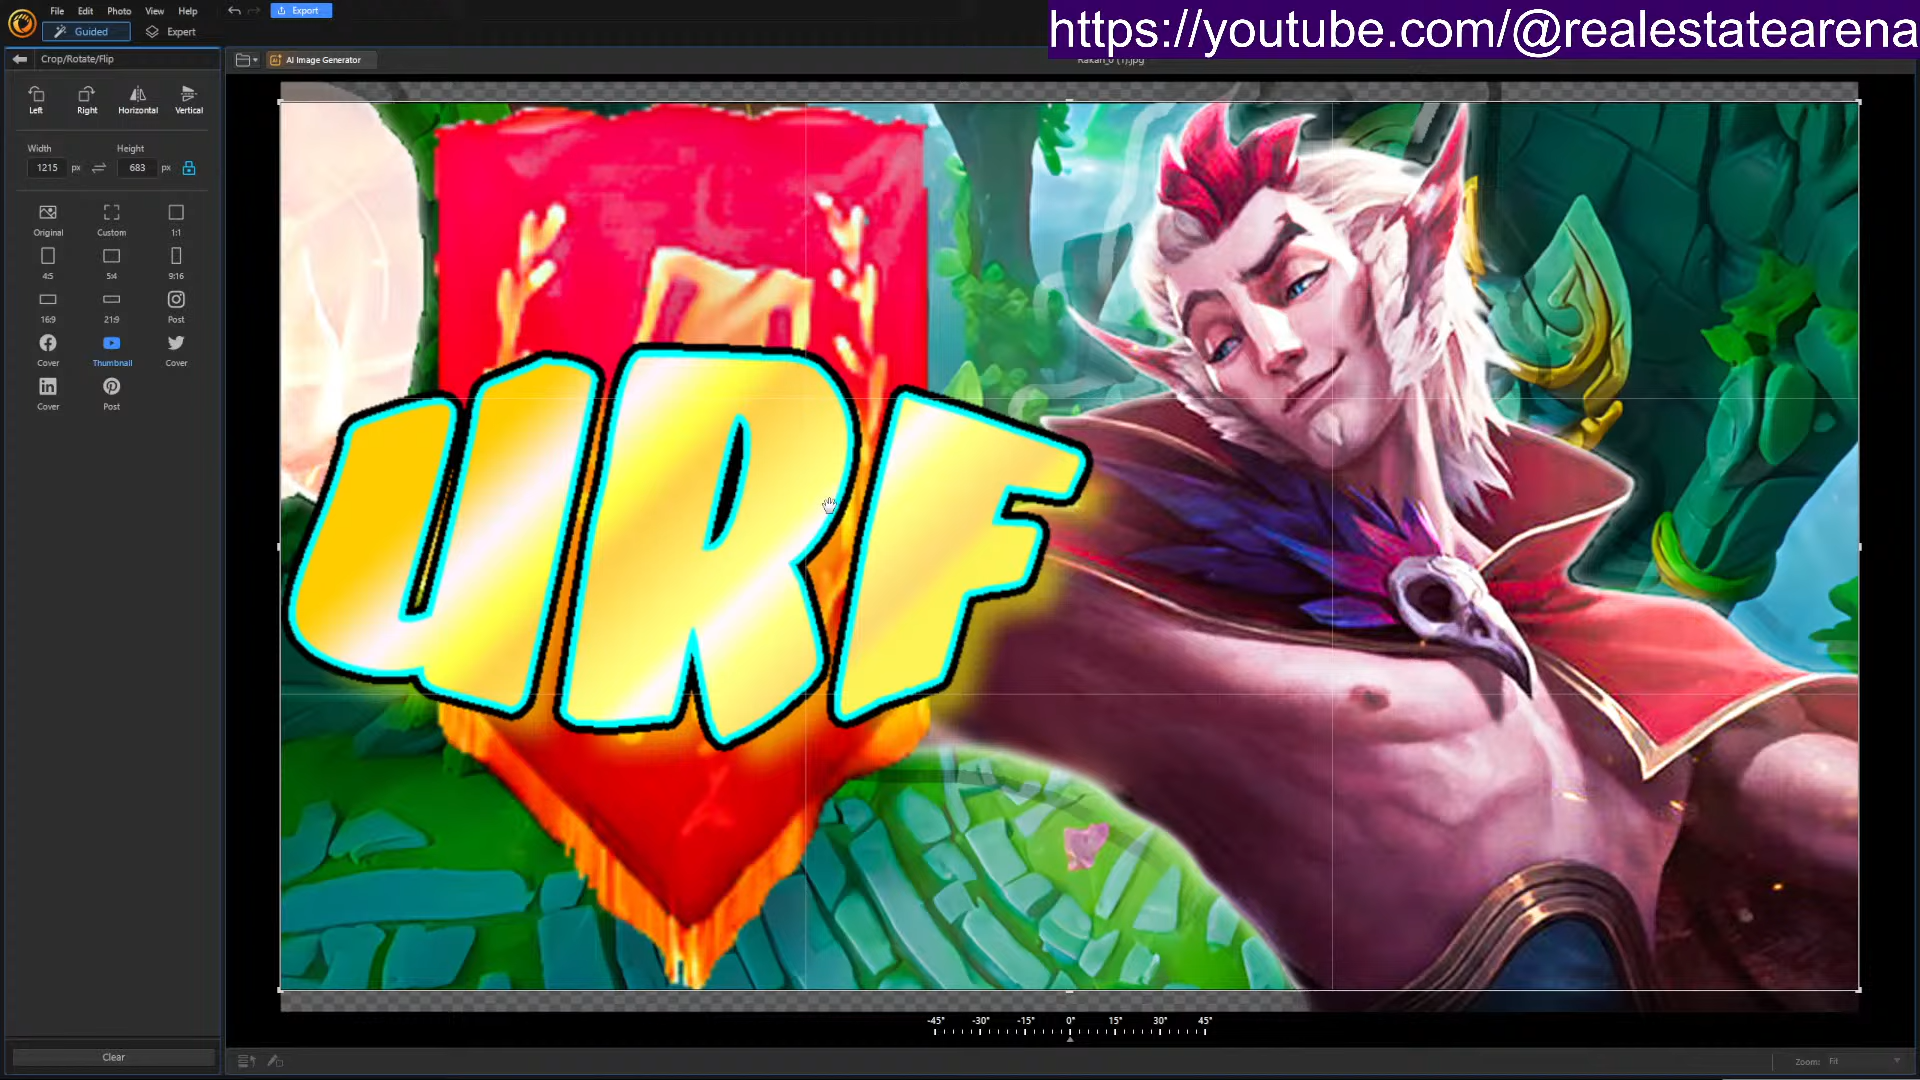 File Edit Photo View Help Export
https://youtube.com/@realestatearena
Guided Expert
Crop/Rotate/Flip
AI Image Generator
Rakan_0 (1).jpg
Left Right Horizontal Vertical
Width Height
1215 px 683 px
Original Custom 1:1
4:5 5:4 9:16
16:9 21:9 Post
Cover Thumbnail Cover
Cover Post
URF
-45° -30° -15° 0° 15° 30° 45°
Clear
Zoom: Fit